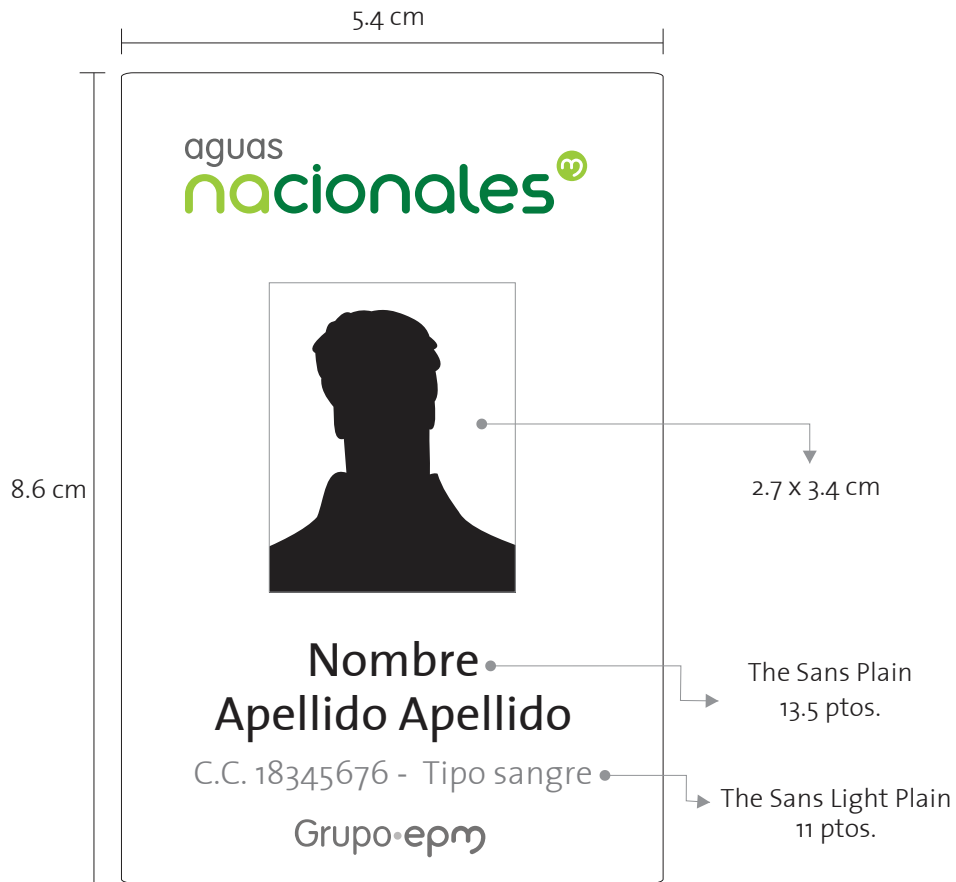 5.4 cm
aguas
nacionales
8.6 cm
2.7 x 3.4 cm
Nombre
Apellido Apellido
The Sans Plain
13.5 ptos.
C.C. 18345676 - Tipo sangre
The Sans Light Plain
11 ptos.
Grupo·epm